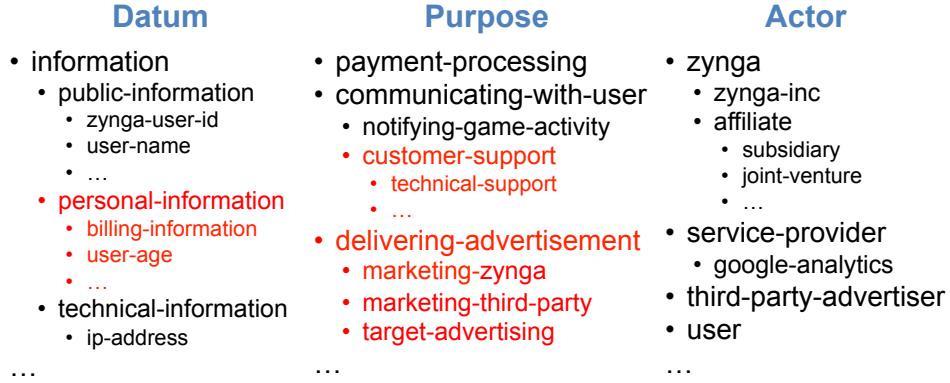 Datum
• information
• public-information
• zynga-user-id
• user-name
• …
• personal-information
• billing-information
• user-age
• …
• technical-information
• ip-address
…
Purpose
• payment-processing
• communicating-with-user
• notifying-game-activity
• customer-support
• technical-support
• …
• delivering-advertisement
• marketing-zynga
• marketing-third-party
• target-advertising
…
Actor
• zynga
• zynga-inc
• affiliate
• subsidiary
• joint-venture
• …
• service-provider
• google-analytics
• third-party-advertiser
• user
…